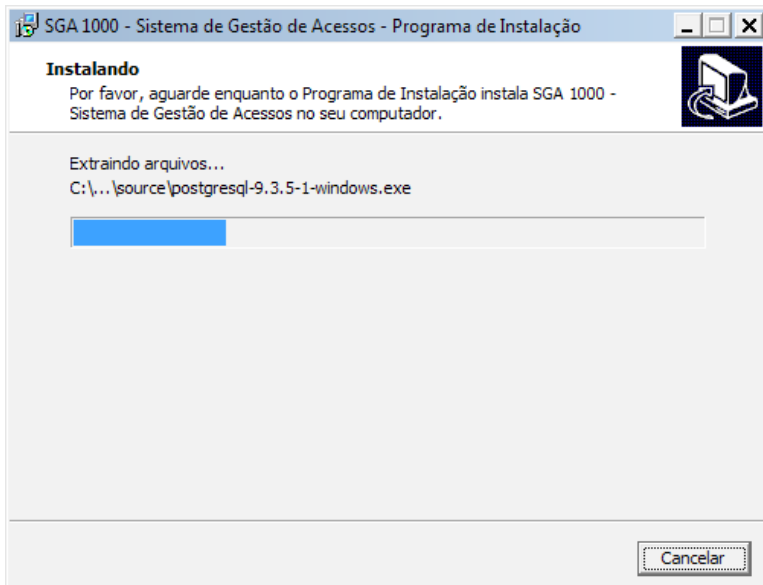 SGA 1000 - Sistema de Gestão de Acessos - Programa de Instalação
Instalando
Por favor, aguarde enquanto o Programa de Instalação instala SGA 1000 -
Sistema de Gestão de Acessos no seu computador.
Extraindo arquivos...
C:\...\source\postgresql-9.3.5-1-windows.exe
Cancelar